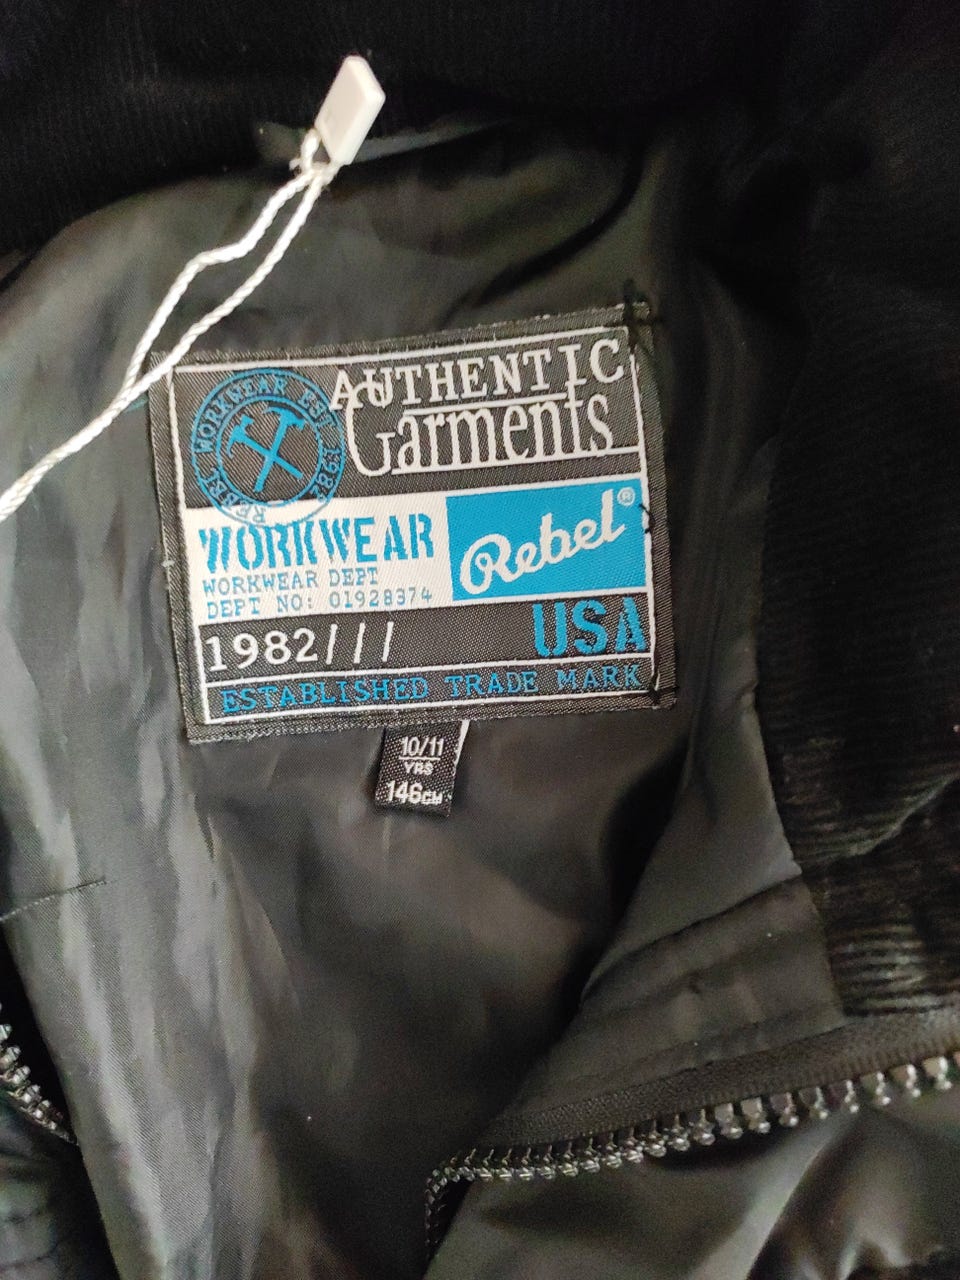 AUTHENTIC
Garments
REBEL WORKWEAR EST 1982
WORKWEAR
Rebel®
WORKWEAR DEPT
DEPT NO: 01928374
1982///
USA
ESTABLISHED TRADE MARK
10/11
YRS
146CM